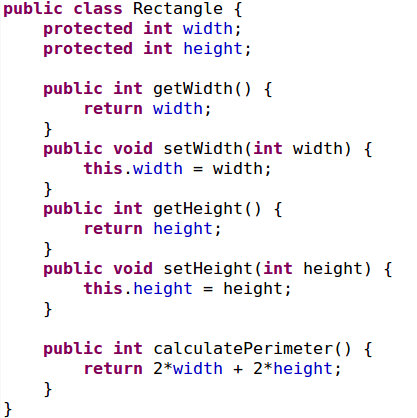 public class Rectangle {
    protected int width;
    protected int height;

    public int getWidth() {
        return width;
    }
    public void setWidth(int width) {
        this.width = width;
    }
    public int getHeight() {
        return height;
    }
    public void setHeight(int height) {
        this.height = height;
    }

    public int calculatePerimeter() {
        return 2*width + 2*height;
    }
}